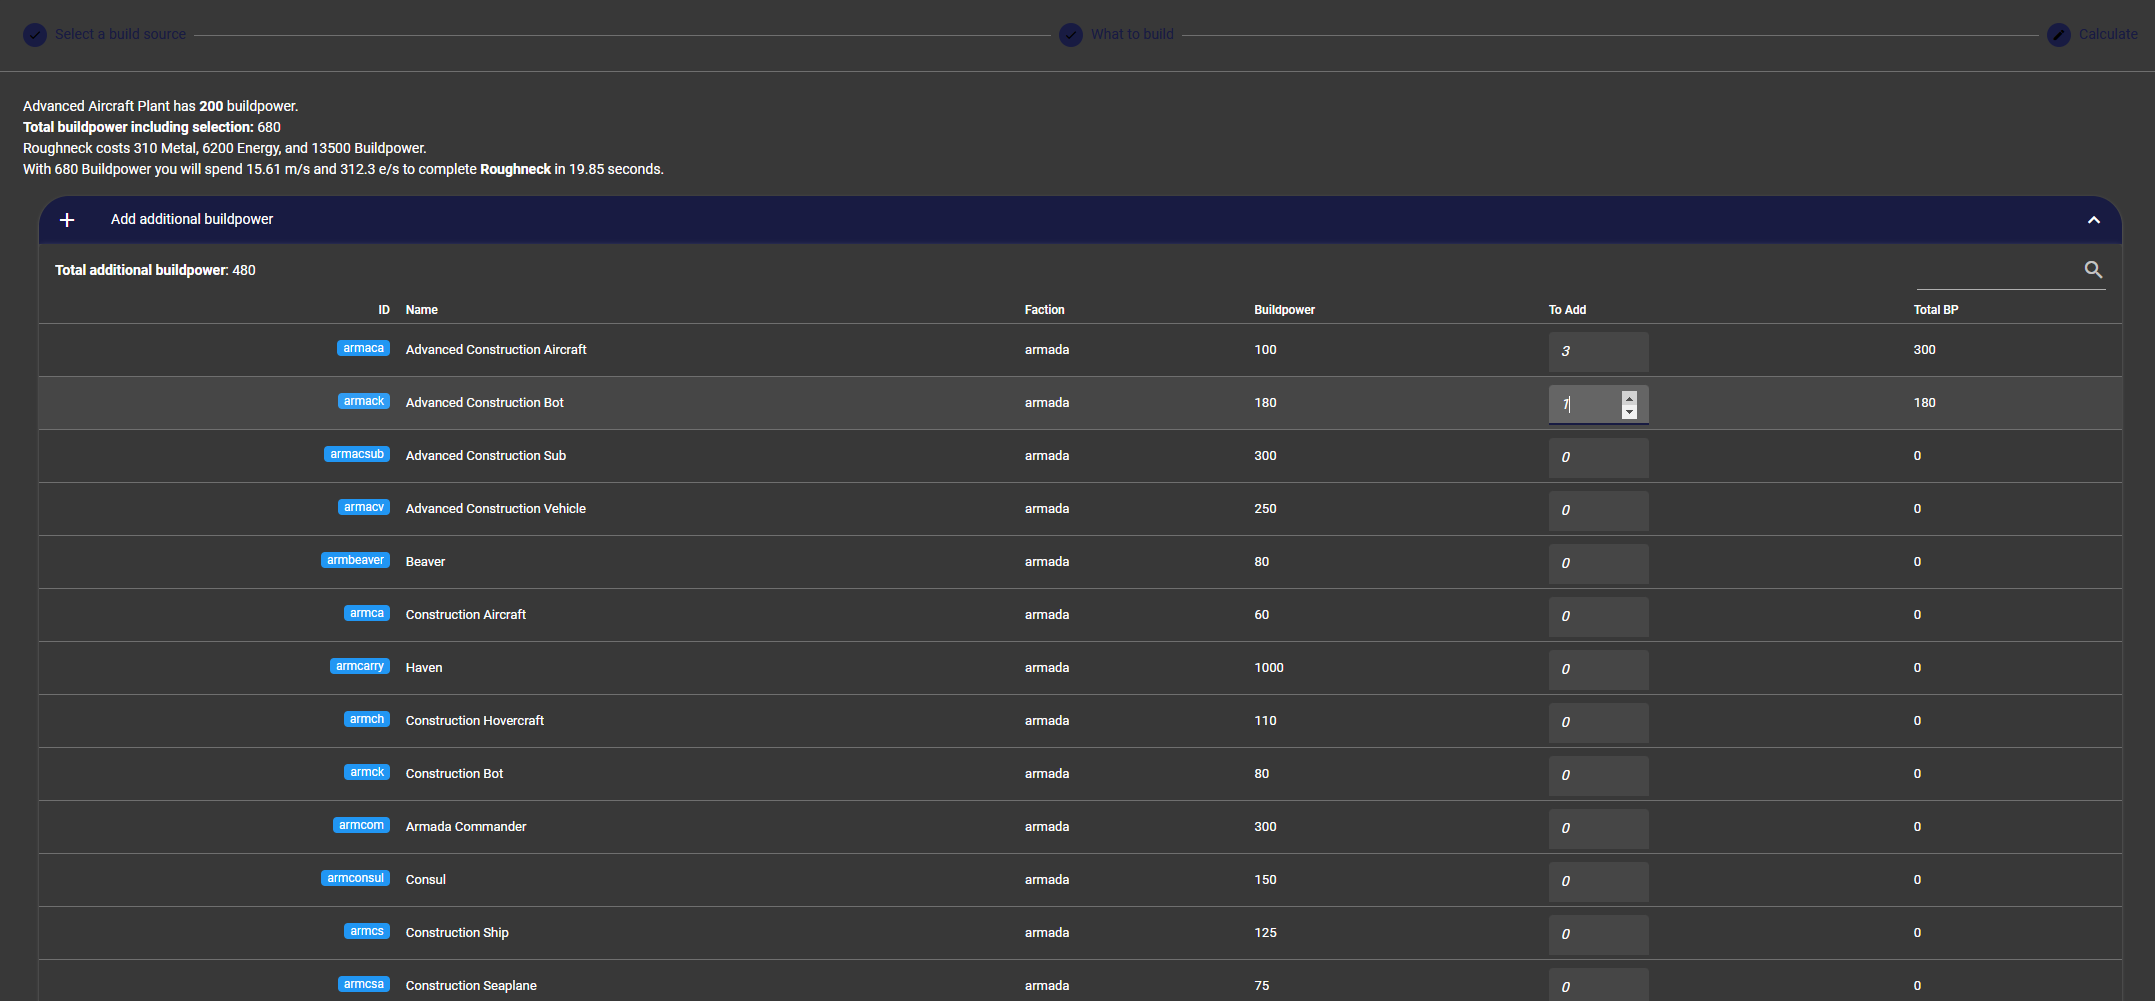 Select a build source What to build Calculate
Advanced Aircraft Plant has 200 buildpower.
Total buildpower including selection: 680
Roughneck costs 310 Metal, 6200 Energy, and 13500 Buildpower.
With 680 Buildpower you will spend 15.61 m/s and 312.3 e/s to complete Roughneck in 19.85 seconds.
Add additional buildpower
Total additional buildpower: 480
ID Name Faction Buildpower To Add Total BP
armaca Advanced Construction Aircraft armada 100 3 300
armack Advanced Construction Bot armada 180 1 180
armacsub Advanced Construction Sub armada 300 0 0
armacv Advanced Construction Vehicle armada 250 0 0
armbeaver Beaver armada 80 0 0
armca Construction Aircraft armada 60 0 0
armcarry Haven armada 1000 0 0
armch Construction Hovercraft armada 110 0 0
armck Construction Bot armada 80 0 0
armcom Armada Commander armada 300 0 0
armconsul Consul armada 150 0 0
armcs Construction Ship armada 125 0 0
armcsa Construction Seaplane armada 75 0 0